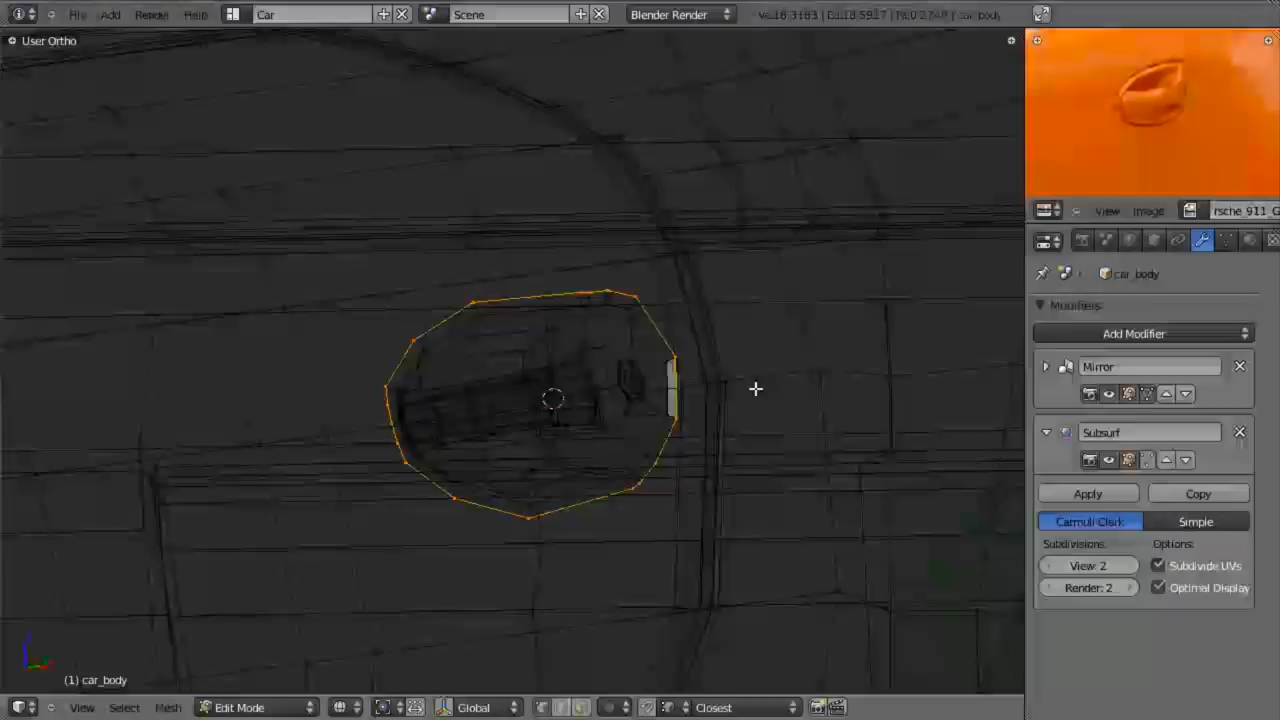 File Add Render Help Car Scene Blender Render
User Ortho
View Image rsche_911_G
car_body
Modifiers
Add Modifier
Mirror
Subsurf
Apply Copy
Catmull-Clark Simple
Subdivisions: Options:
View: 2 Subdivide UVs
Render: 2 Optimal Display
(1) car_body
View Select Mesh Edit Mode Global Closest